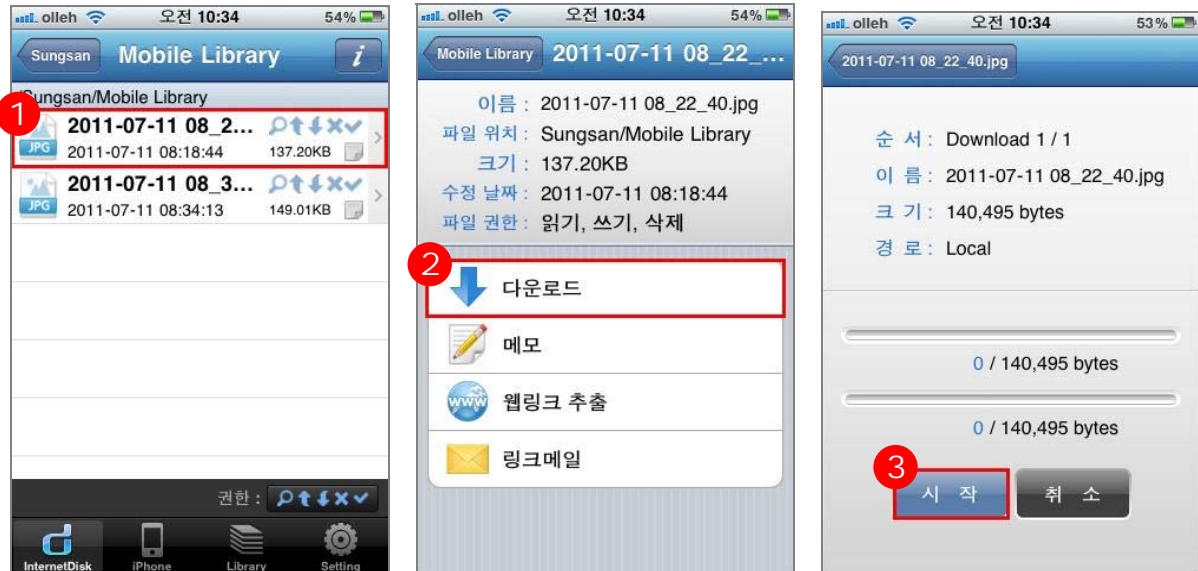 olleh 오전 10:34 54%
Sungsan Mobile Library i
/Sungsan/Mobile Library
1
JPG 2011-07-11 08_2...
2011-07-11 08:18:44 137.20KB
JPG 2011-07-11 08_3...
2011-07-11 08:34:13 149.01KB
권한 :
InternetDisk iPhone Library Setting
olleh 오전 10:34 54%
Mobile Library 2011-07-11 08_22_...
이름 : 2011-07-11 08_22_40.jpg
파일 위치 : Sungsan/Mobile Library
크기 : 137.20KB
수정 날짜 : 2011-07-11 08:18:44
파일 권한 : 읽기, 쓰기, 삭제
2
다운로드
메모
www 웹링크 추출
링크메일
olleh 오전 10:34 53%
2011-07-11 08_22_40.jpg
순 서 : Download 1 / 1
이 름 : 2011-07-11 08_22_40.jpg
크 기 : 140,495 bytes
경 로 : Local
0 / 140,495 bytes
0 / 140,495 bytes
3
시 작 취 소